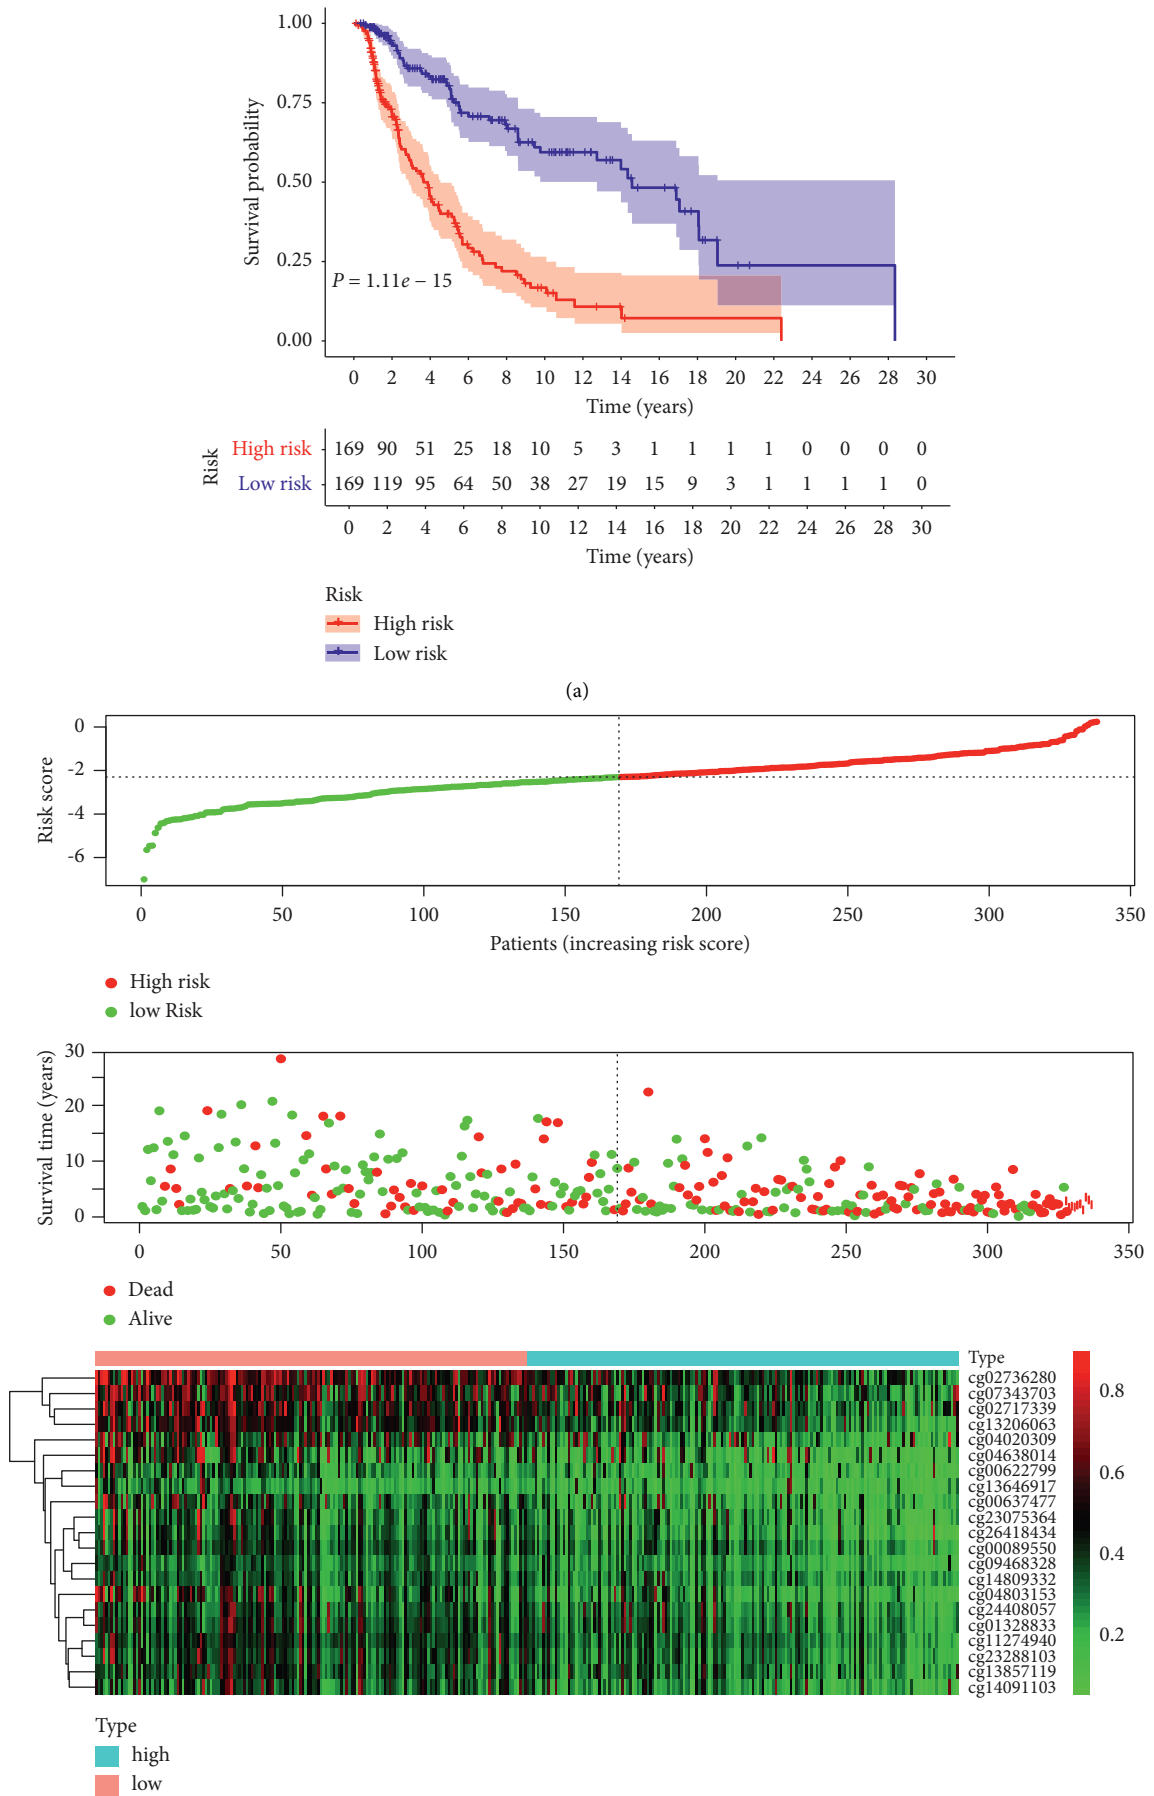 1.00
0.75
0.50
0.25
0.00
Survival probability
P = 1.11e − 15
0 2 4 6 8 10 12 14 16 18 20 22 24 26 28 30
Time (years)
Risk
High risk 169 90 51 25 18 10 5 3 1 1 1 1 0 0 0 0
Low risk 169 119 95 64 50 38 27 19 15 9 3 1 1 1 1 0
0 2 4 6 8 10 12 14 16 18 20 22 24 26 28 30
Time (years)
Risk
High risk
Low risk
(a)
Risk score
0
-2
-4
-6
0 50 100 150 200 250 300 350
Patients (increasing risk score)
High risk
low Risk
Survival time (years)
30
20
10
0
0 50 100 150 200 250 300 350
Dead
Alive
Type
cg02736280
cg07343703
cg02717339
cg13206063
cg04020309
cg04638014
cg00622799
cg13646917
cg00637477
cg23075364
cg26418434
cg00089550
cg09468328
cg14809332
cg04803153
cg24408057
cg01328833
cg11274940
cg23288103
cg13857119
cg14091103
0.8
0.6
0.4
0.2
Type
high
low